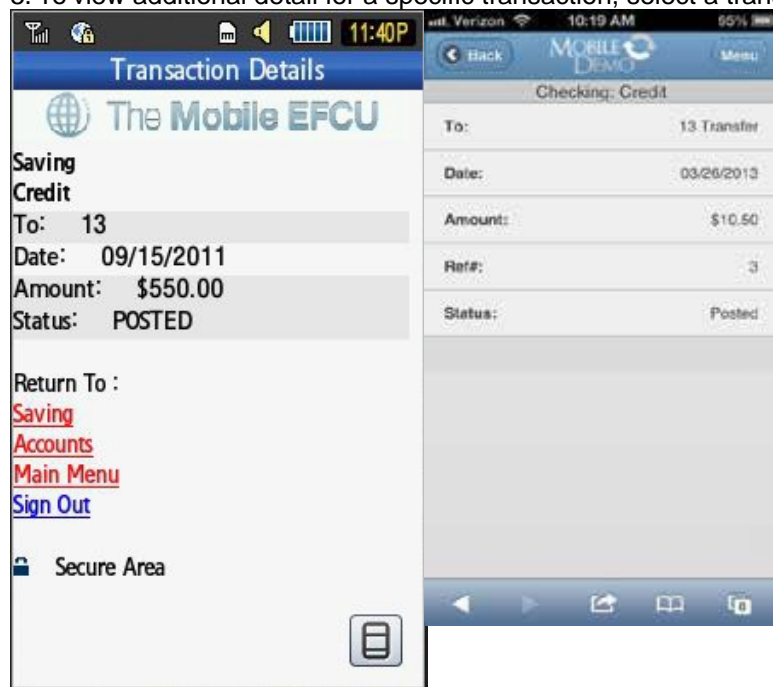 3. To view additional detail for a specific transaction, select a tran
11:40P
Transaction Details
The Mobile EFCU
Saving
Credit
To: 13
Date: 09/15/2011
Amount: $550.00
Status: POSTED
Return To :
Saving
Accounts
Main Menu
Sign Out
Secure Area
Verizon 10:19 AM 95%
Back MOBILE DEMO Menu
Checking: Credit
To: 13 Transfer
Date: 03/26/2013
Amount: $10.50
Ref#: 3
Status: Posted